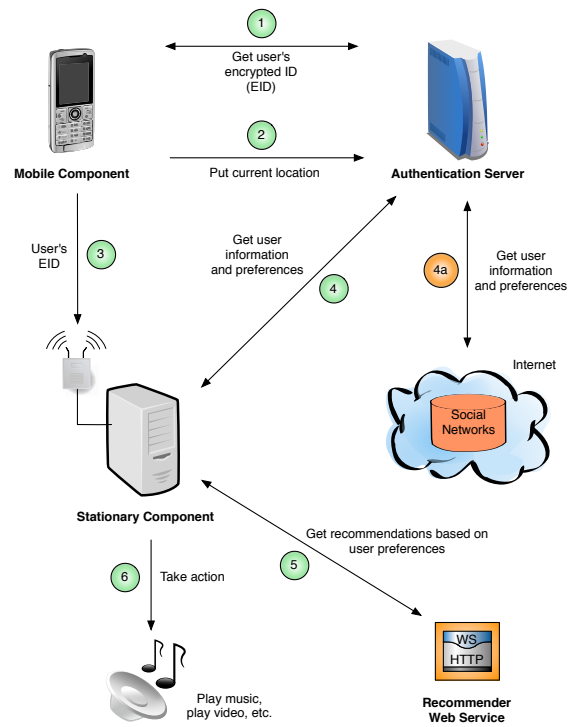 1
Get user's
encrypted ID
(EID)
2
Put current location
Mobile Component
Authentication Server
User's
EID
3
Get user
information
and preferences
4
4a
Get user
information
and preferences
Internet
Social
Networks
Stationary Component
Get recommendations based on
user preferences
5
6
Take action
Play music,
play video, etc.
WS
HTTP
Recommender
Web Service